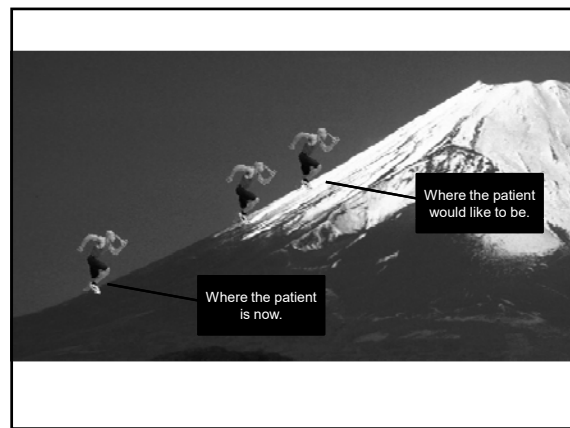 Where the patient
would like to be.
Where the patient
is now.